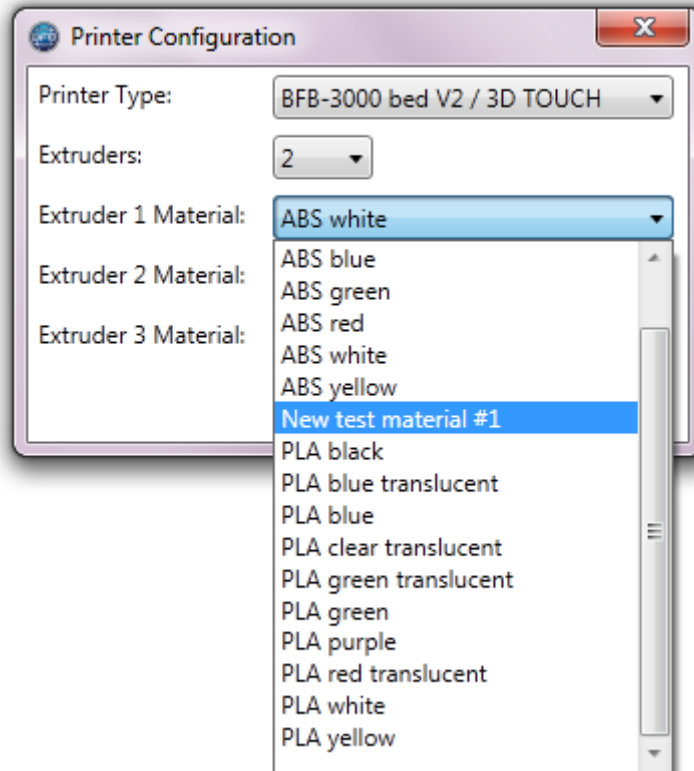 Printer Configuration
Printer Type:
BFB-3000 bed V2 / 3D TOUCH
Extruders:
2
Extruder 1 Material:
ABS white
Extruder 2 Material:
Extruder 3 Material:
ABS blue
ABS green
ABS red
ABS white
ABS yellow
New test material #1
PLA black
PLA blue translucent
PLA blue
PLA clear translucent
PLA green translucent
PLA green
PLA purple
PLA red translucent
PLA white
PLA yellow